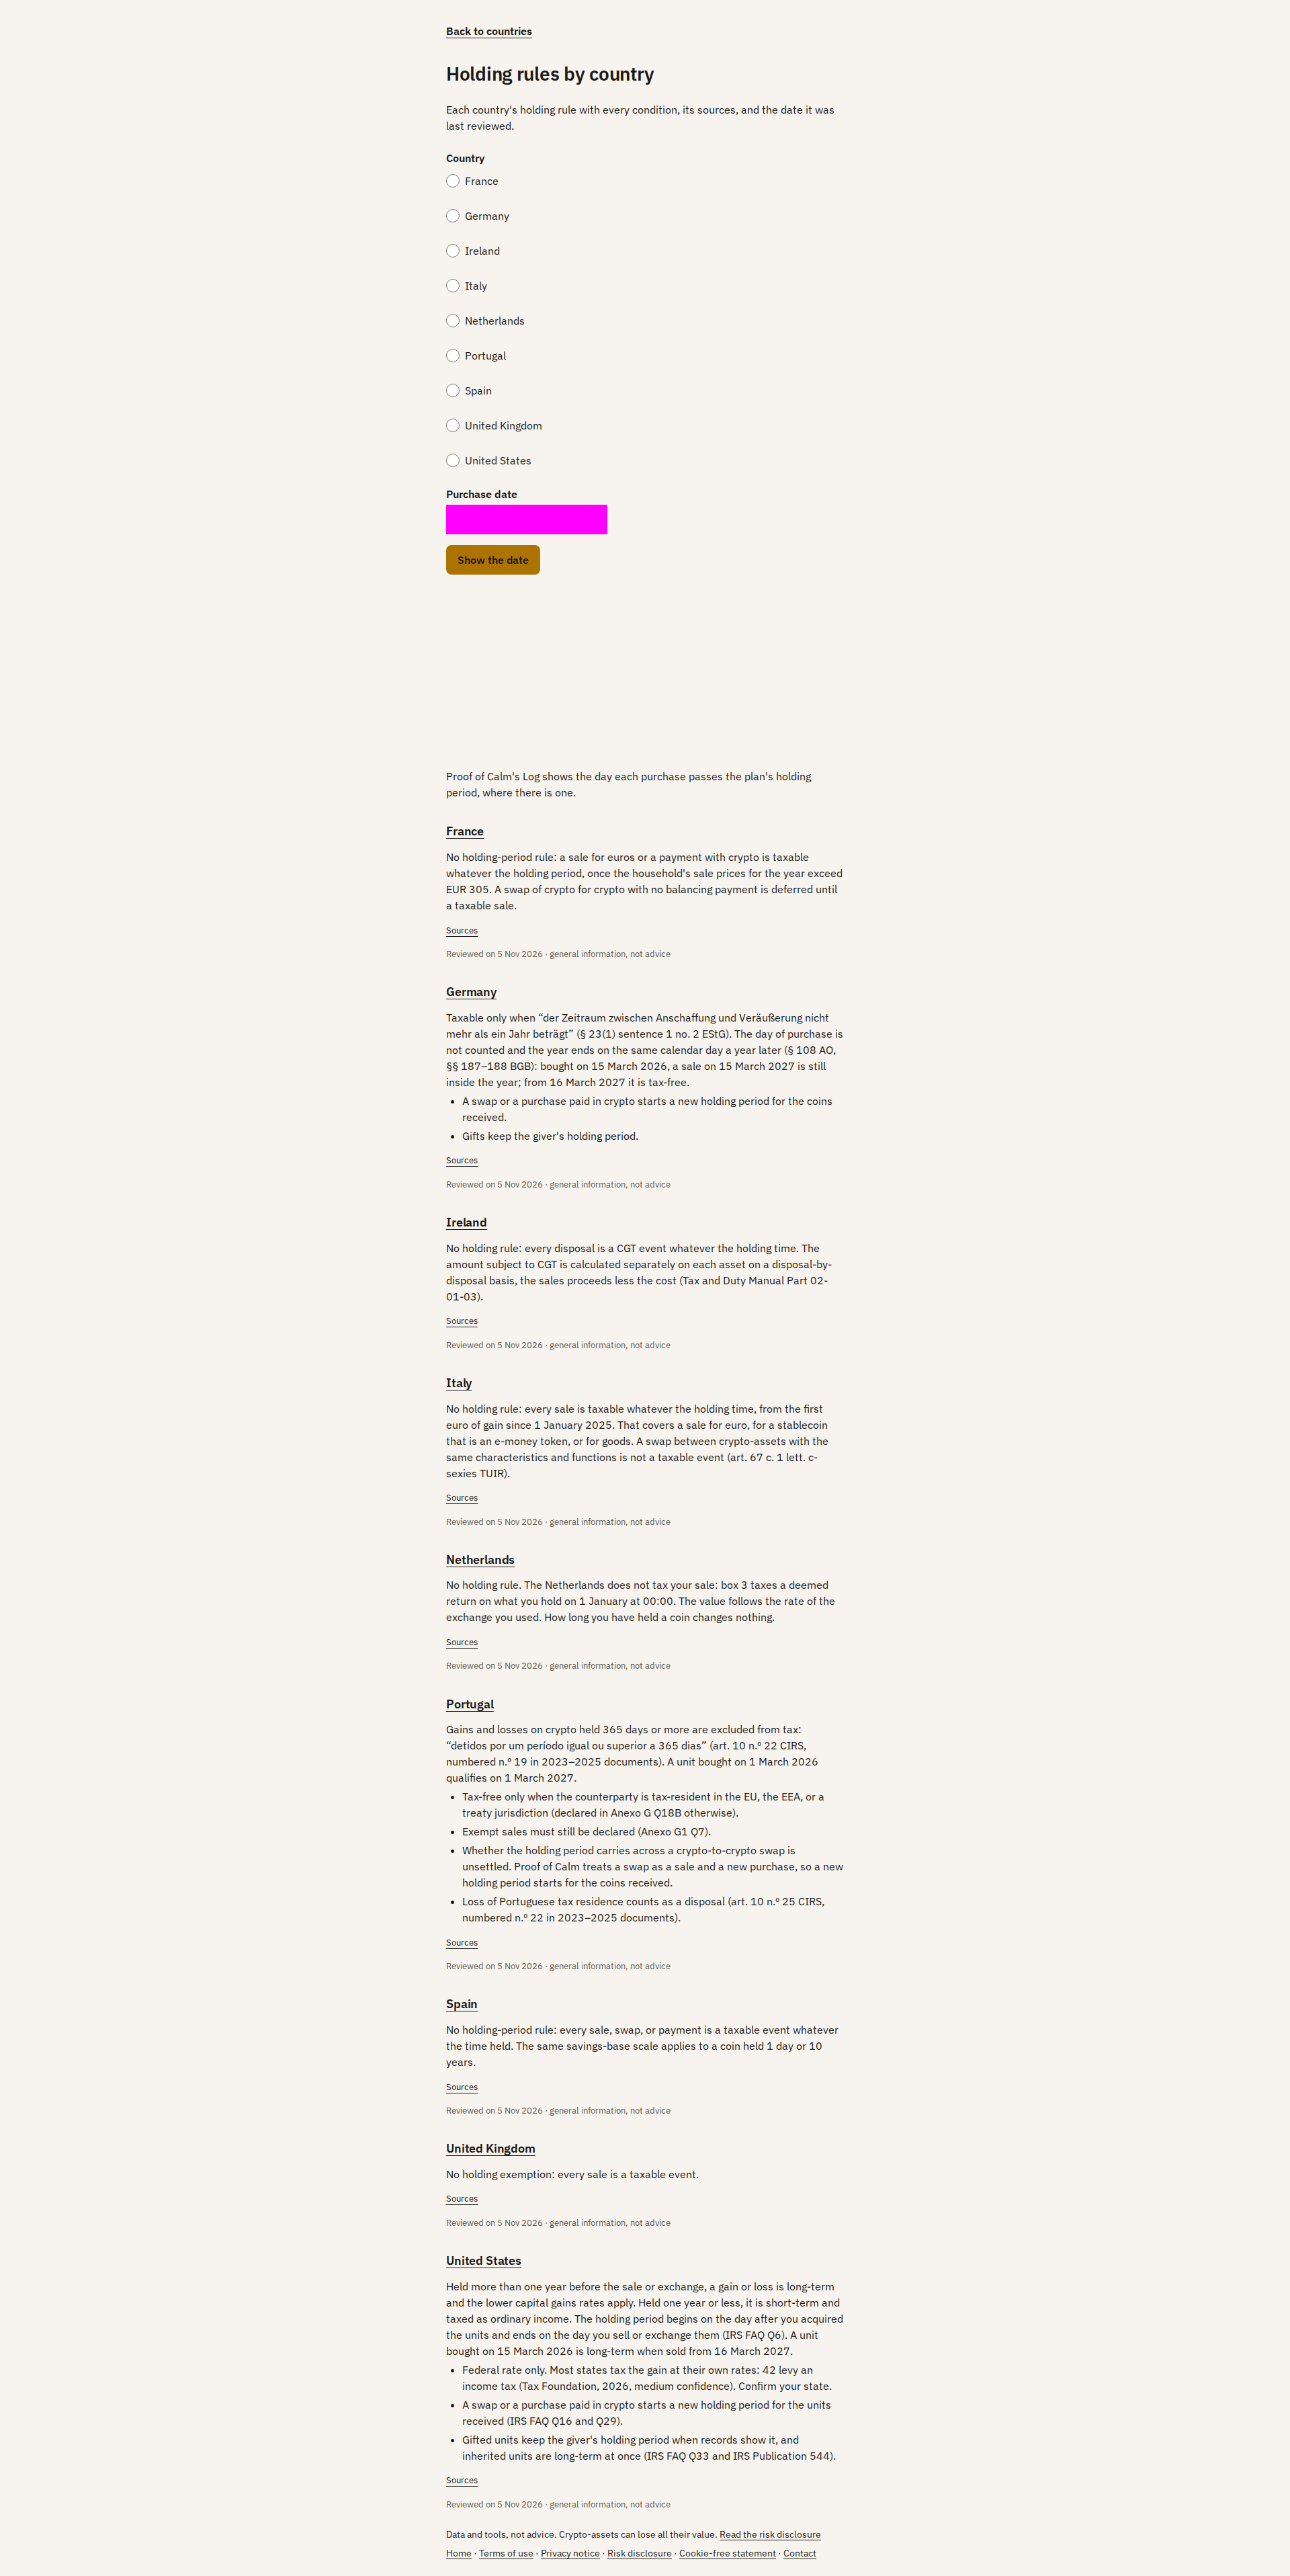 Back to countries
Holding rules by country
Each country's holding rule with every condition, its sources, and the date it was
last reviewed.
Country
France
Germany
Ireland
Italy
Netherlands
Portugal
Spain
United Kingdom
United States
Purchase date
Show the date
Proof of Calm's Log shows the day each purchase passes the plan's holding
period, where there is one.
France
No holding-period rule: a sale for euros or a payment with crypto is taxable
whatever the holding period, once the household's sale prices for the year exceed
EUR 305. A swap of crypto for crypto with no balancing payment is deferred until
a taxable sale.
Sources
Reviewed on 5 Nov 2026 · general information, not advice
Germany
Taxable only when “der Zeitraum zwischen Anschaffung und Veräußerung nicht
mehr als ein Jahr beträgt” (§ 23(1) sentence 1 no. 2 EStG). The day of purchase is
not counted and the year ends on the same calendar day a year later (§ 108 AO,
§§ 187–188 BGB): bought on 15 March 2026, a sale on 15 March 2027 is still
inside the year; from 16 March 2027 it is tax-free.
• A swap or a purchase paid in crypto starts a new holding period for the coins
received.
• Gifts keep the giver's holding period.
Sources
Reviewed on 5 Nov 2026 · general information, not advice
Ireland
No holding rule: every disposal is a CGT event whatever the holding time. The
amount subject to CGT is calculated separately on each asset on a disposal-by-
disposal basis, the sales proceeds less the cost (Tax and Duty Manual Part 02-
01-03).
Sources
Reviewed on 5 Nov 2026 · general information, not advice
Italy
No holding rule: every sale is taxable whatever the holding time, from the first
euro of gain since 1 January 2025. That covers a sale for euro, for a stablecoin
that is an e-money token, or for goods. A swap between crypto-assets with the
same characteristics and functions is not a taxable event (art. 67 c. 1 lett. c-
sexies TUIR).
Sources
Reviewed on 5 Nov 2026 · general information, not advice
Netherlands
No holding rule. The Netherlands does not tax your sale: box 3 taxes a deemed
return on what you hold on 1 January at 00:00. The value follows the rate of the
exchange you used. How long you have held a coin changes nothing.
Sources
Reviewed on 5 Nov 2026 · general information, not advice
Portugal
Gains and losses on crypto held 365 days or more are excluded from tax:
“detidos por um período igual ou superior a 365 dias” (art. 10 n.º 22 CIRS,
numbered n.º 19 in 2023–2025 documents). A unit bought on 1 March 2026
qualifies on 1 March 2027.
• Tax-free only when the counterparty is tax-resident in the EU, the EEA, or a
treaty jurisdiction (declared in Anexo G Q18B otherwise).
• Exempt sales must still be declared (Anexo G1 Q7).
• Whether the holding period carries across a crypto-to-crypto swap is
unsettled. Proof of Calm treats a swap as a sale and a new purchase, so a new
holding period starts for the coins received.
• Loss of Portuguese tax residence counts as a disposal (art. 10 n.º 25 CIRS,
numbered n.º 22 in 2023–2025 documents).
Sources
Reviewed on 5 Nov 2026 · general information, not advice
Spain
No holding-period rule: every sale, swap, or payment is a taxable event whatever
the time held. The same savings-base scale applies to a coin held 1 day or 10
years.
Sources
Reviewed on 5 Nov 2026 · general information, not advice
United Kingdom
No holding exemption: every sale is a taxable event.
Sources
Reviewed on 5 Nov 2026 · general information, not advice
United States
Held more than one year before the sale or exchange, a gain or loss is long-term
and the lower capital gains rates apply. Held one year or less, it is short-term and
taxed as ordinary income. The holding period begins on the day after you acquired
the units and ends on the day you sell or exchange them (IRS FAQ Q6). A unit
bought on 15 March 2026 is long-term when sold from 16 March 2027.
• Federal rate only. Most states tax the gain at their own rates: 42 levy an
income tax (Tax Foundation, 2026, medium confidence). Confirm your state.
• A swap or a purchase paid in crypto starts a new holding period for the units
received (IRS FAQ Q16 and Q29).
• Gifted units keep the giver's holding period when records show it, and
inherited units are long-term at once (IRS FAQ Q33 and IRS Publication 544).
Sources
Reviewed on 5 Nov 2026 · general information, not advice
Data and tools, not advice. Crypto-assets can lose all their value. Read the risk disclosure
Home · Terms of use · Privacy notice · Risk disclosure · Cookie-free statement · Contact